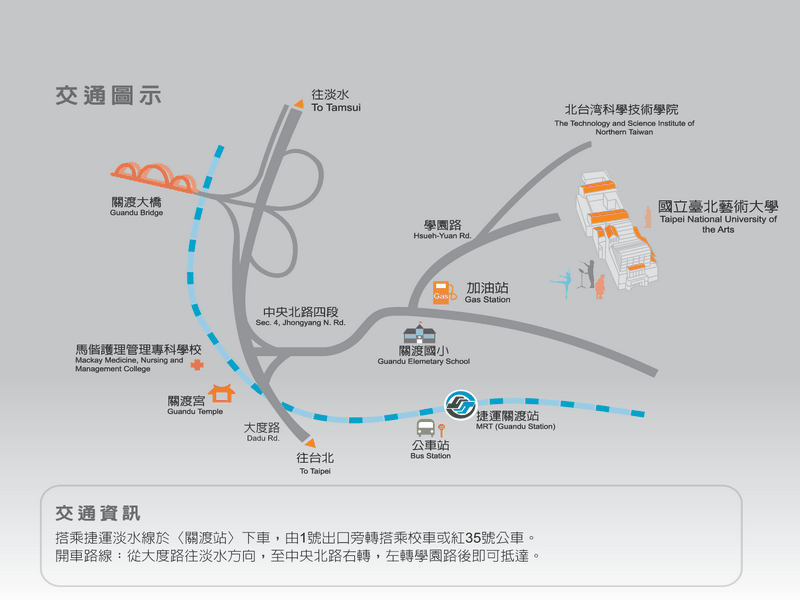 交通圖示
往淡水
To Tamsui
北台湾科學技術學院
The Technology and Science Institute of
Northern Taiwan
關渡大橋
Guandu Bridge
國立臺北藝術大學
Taipei National University of
the Arts
學園路
Hsueh-Yuan Rd.
加油站
Gas Station
Gas
中央北路四段
Sec. 4, Jhongyang N. Rd.
關渡國小
Guandu Elemetary School
馬偕護理管理專科學校
Mackay Medicine, Nursing and
Management College
關渡宮
Guandu Temple
捷運關渡站
MRT (Guandu Station)
大度路
Dadu Rd.
公車站
Bus Station
往台北
To Taipei
交通資訊
搭乘捷運淡水線於〈關渡站〉下車，由1號出口旁轉搭乘校車或紅35號公車。
開車路線：從大度路往淡水方向，至中央北路右轉，左轉學園路後即可抵達。